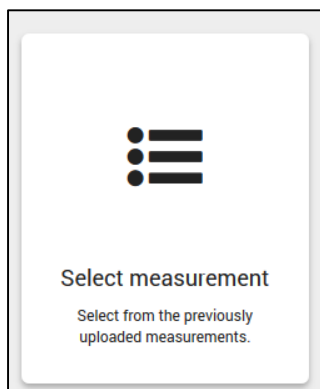 Select measurement
Select from the previously
uploaded measurements.